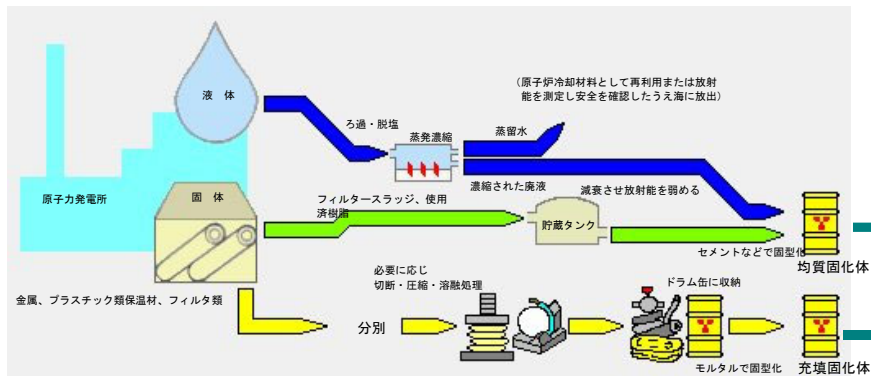 液　体
（原子炉冷却材料として再利用または放射
能を測定し安全を確認したうえ海に放出）
ろ過・脱塩
蒸発濃縮
蒸留水
濃縮された廃液
減衰させ放射能を弱める
原子力発電所
固　体
フィルタースラッジ、使用
済樹脂
貯蔵タンク
セメントなどで固型化
均質固化体
金属、プラスチック類保温材、フィルタ類
必要に応じ
切断・圧縮・溶融処理
ドラム缶に収納
分別
モルタルで固型化
充填固化体